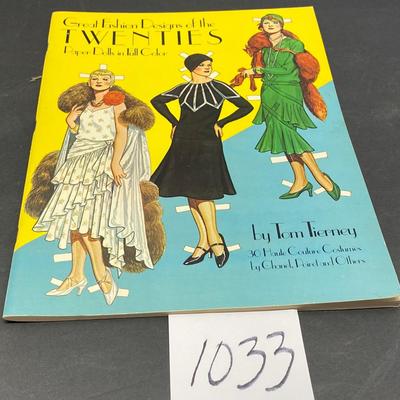 Great Fashion Designs of the
TWENTIES
Paper Dolls in Full Color
by Tom Tierney
30 Haute Couture Costumes
by Chanel, Poiret and Others
1033